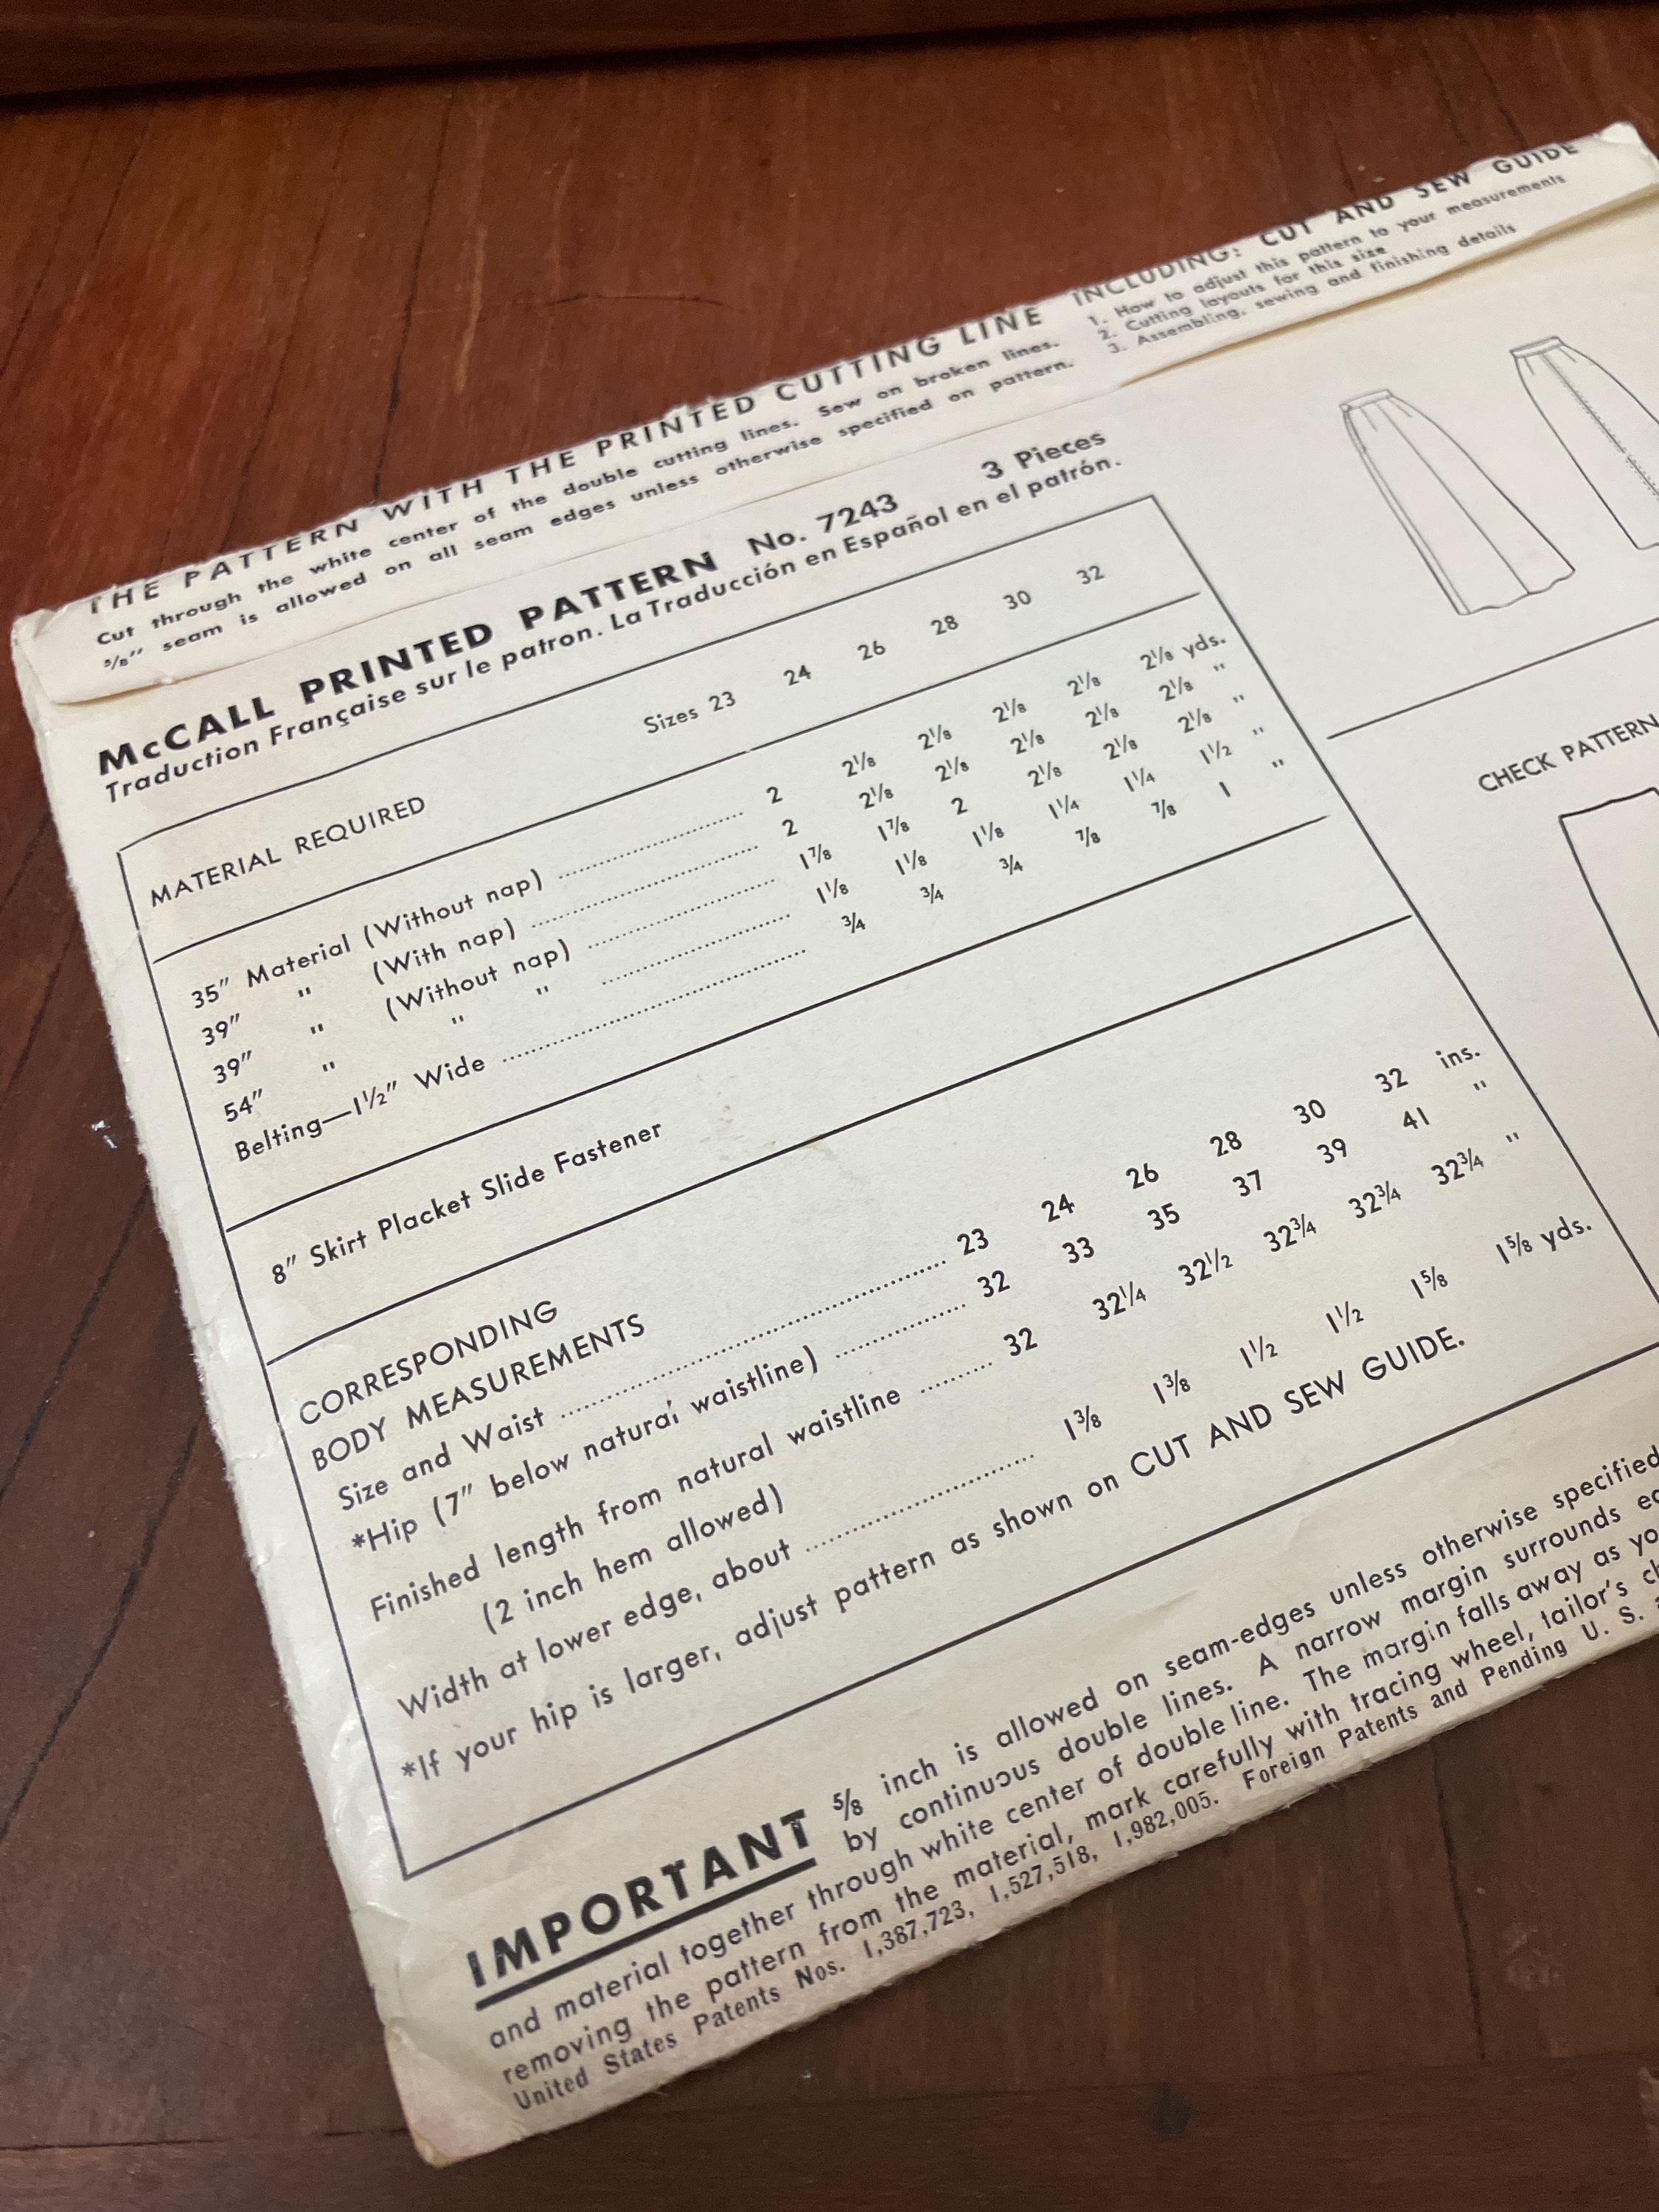 THE PATTERN WITH THE PRINTED CUTTING LINE
Cut through the white center of the double cutting lines. Sew on broken lines.
5/8" seam is allowed on all seam edges unless otherwise specified on pattern.
INCLUDING: CUT AND SEW GUIDE
1. How to adjust this pattern to your measurements
2. Cutting layouts for this size
3. Assembling, sewing and finishing details
McCALL PRINTED PATTERN No. 7243 3 Pieces
Traduction Française sur le patron. La Traducción en Español en el patrón.
MATERIAL REQUIRED Sizes 23 24 26 28 30 32
35" Material (Without nap) 2 2 1/8 2 1/8 2 1/8 2 1/8 2 1/8 yds.
39" " (With nap) 2 2 1/8 2 1/8 2 1/8 2 1/8 2 1/8 "
39" " (Without nap) 1 7/8 1 7/8 2 2 1/8 2 1/8 2 1/8 "
54" " " " 1 1/8 1 1/8 1 1/8 1 1/4 1 1/4 1 1/2 "
Belting—1 1/2" Wide 3/4 3/4 3/4 7/8 7/8 1 "
8" Skirt Placket Slide Fastener
CORRESPONDING
BODY MEASUREMENTS
Size and Waist 23 24 26 28 30 32 ins.
*Hip (7" below natural waistline) 32 33 35 37 39 41 "
Finished length from natural waistline 32 32 1/4 32 1/2 32 3/4 32 3/4 32 3/4 "
(2 inch hem allowed)
Width at lower edge, about 1 3/8 1 3/8 1 1/2 1 1/2 1 5/8 1 5/8 yds.
*If your hip is larger, adjust pattern as shown on CUT AND SEW GUIDE.
CHECK PATTERN
IMPORTANT 5/8 inch is allowed on seam-edges unless otherwise specified
by continuous double lines. A narrow margin surrounds
and material together through white center of double line. The margin falls away as
removing the pattern from the material, mark carefully with tracing wheel, tailor's
United States Patents Nos. 1,387,723, 1,527,518, 1,982,005. Foreign Patents and Pending U. S.